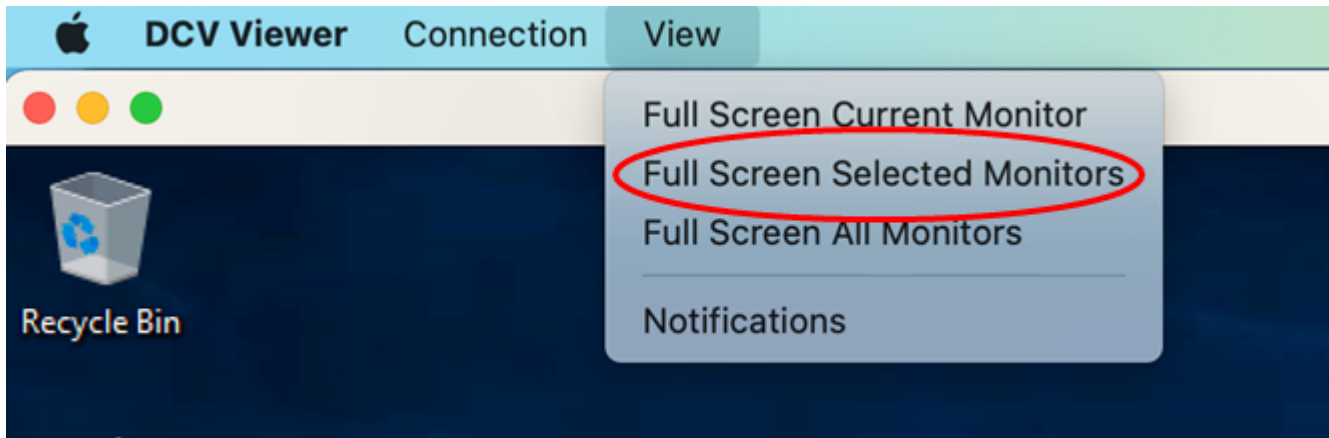 DCV Viewer Connection View
Full Screen Current Monitor
Full Screen Selected Monitors
Full Screen All Monitors
Notifications
Recycle Bin